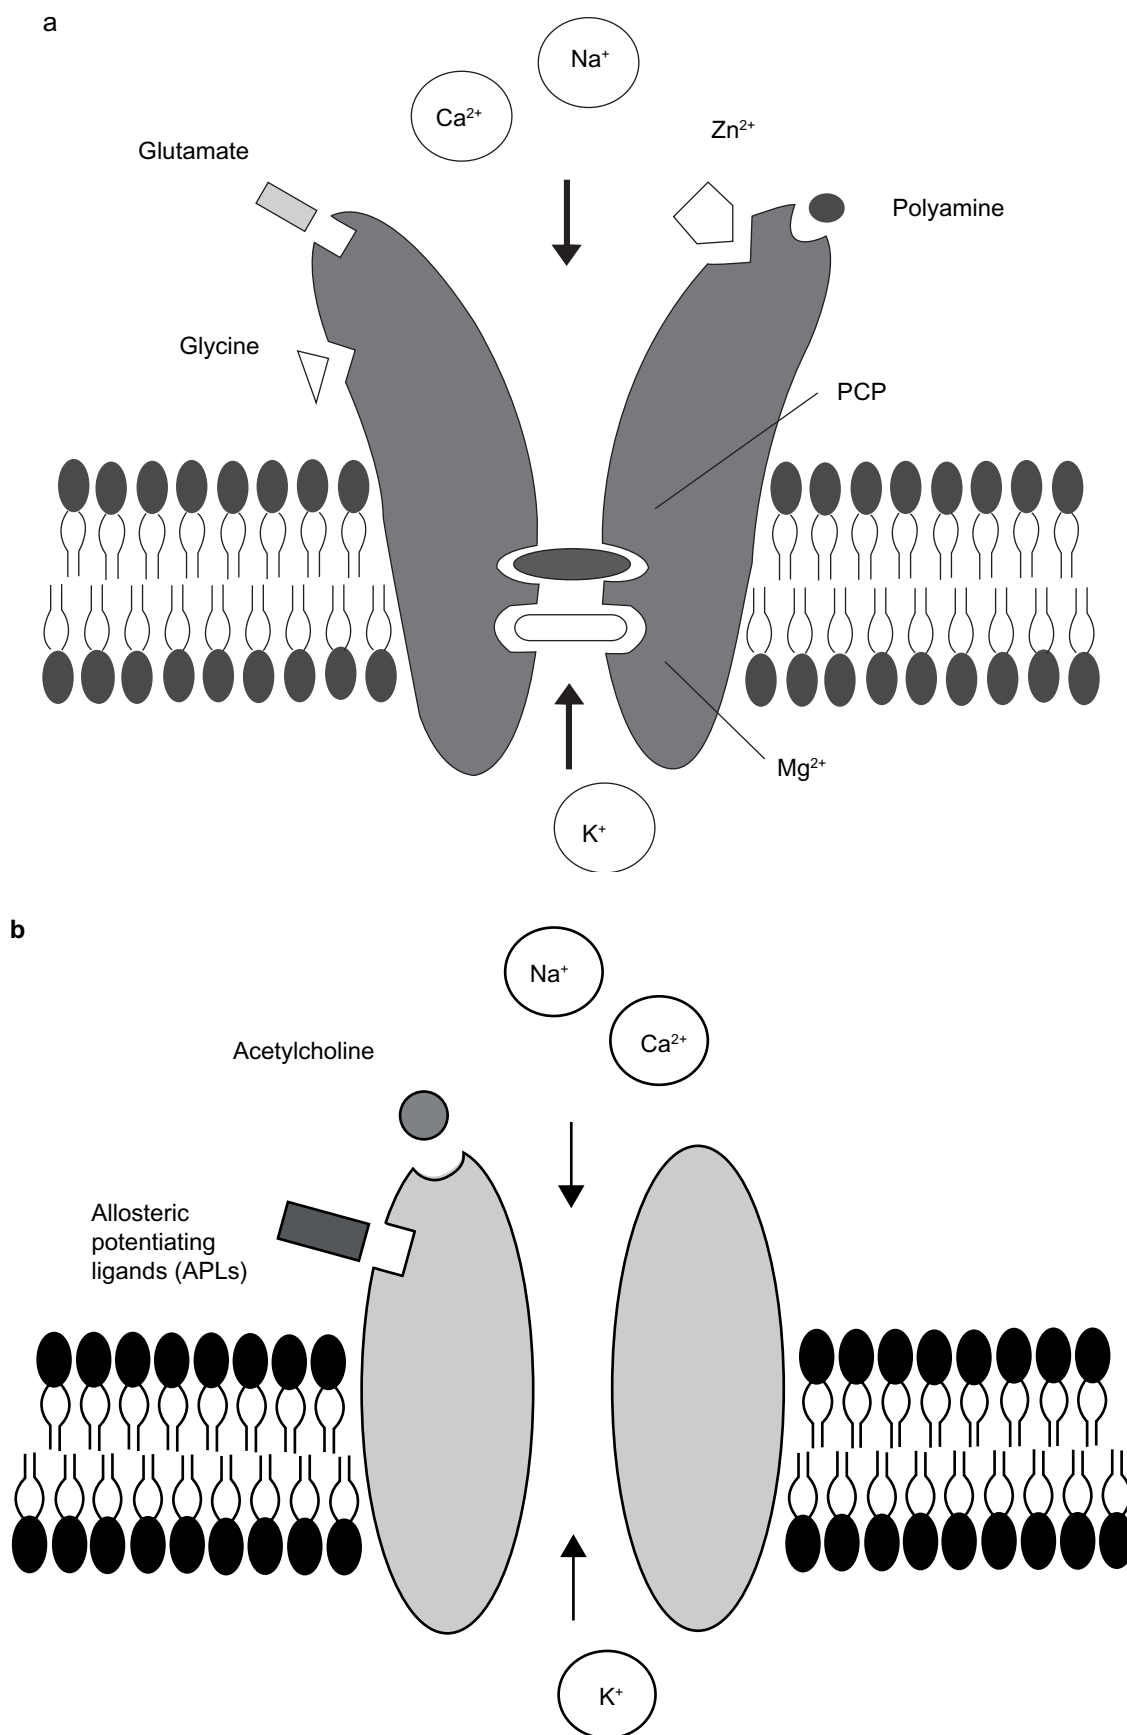 a
Na⁺
Ca²⁺
Zn²⁺
Glutamate
Polyamine
Glycine
PCP
Mg²⁺
K⁺
b
Na⁺
Ca²⁺
Acetylcholine
Allosteric
potentiating
ligands (APLs)
K⁺